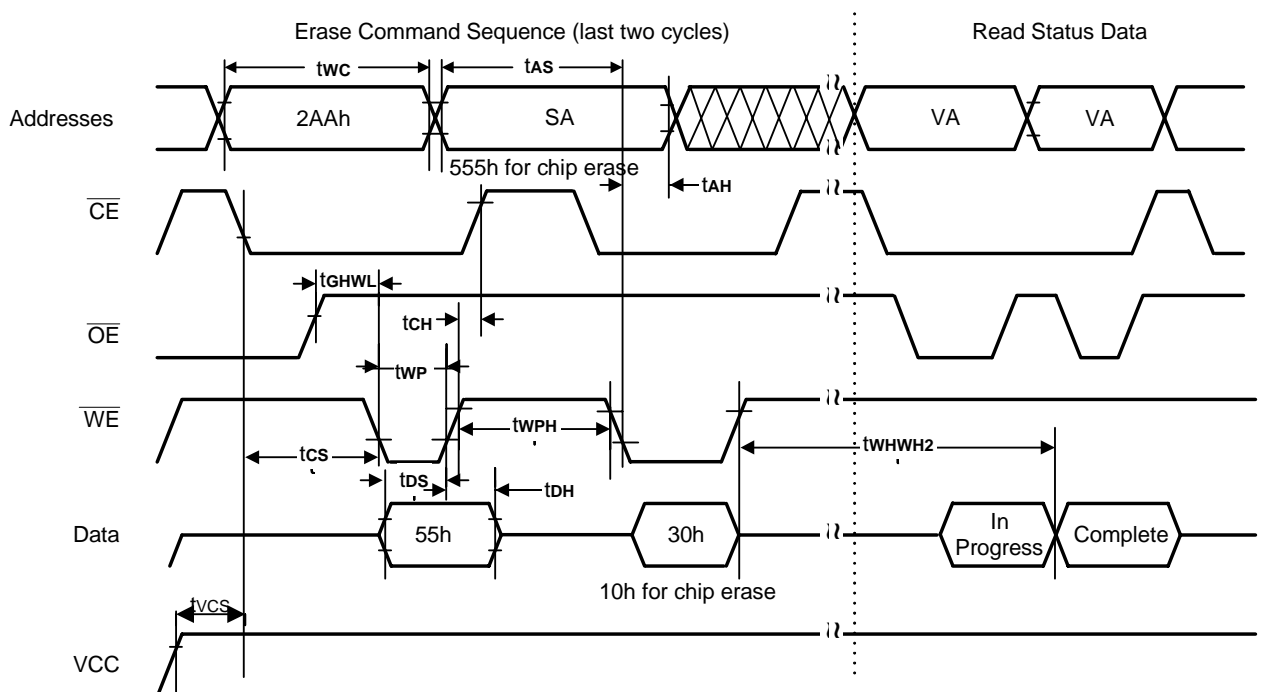 Erase Command Sequence (last two cycles)
Read Status Data
tWC
tAS
Addresses
2AAh
SA
VA
VA
555h for chip erase
tAH
CE
tGHWL
OE
tCH
tWP
WE
tWPH
tWHWH2
tCS
tDS
tDH
Data
55h
30h
In
Progress
Complete
10h for chip erase
tVCS
VCC